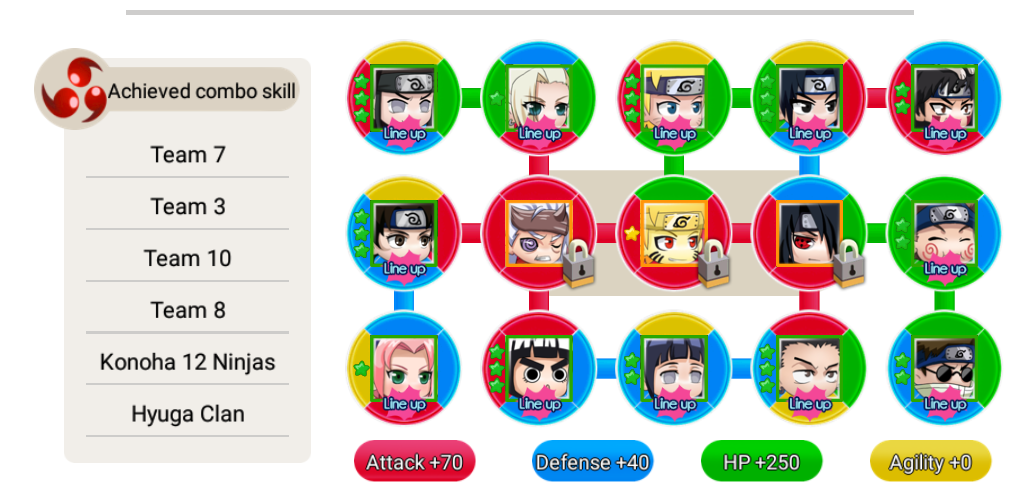 Achieved combo skill
Team 7
Team 3
Team 10
Team 8
Konoha 12 Ninjas
Hyuga Clan
Line up
Line up
Line up
Line up
Line up
Line up
Line up
Line up
Line up
Line up
Line up
Line up
Attack +70
Defense +40
HP +250
Agility +0